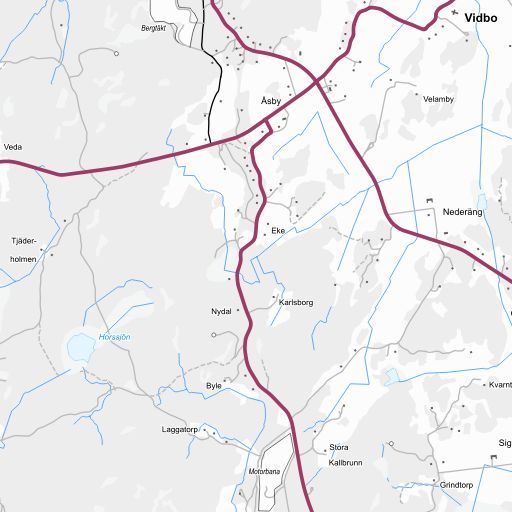 Vidbo
Bergtäkt
Åsby
Velamby
Veda
Nederäng
Eke
Tjäder-
holmen
Karlsborg
Nydal
Horssjön
Byle
Kvarnt
Laggatorp
Sig
Stora
Kallbrunn
Motorbana
Grindtorp